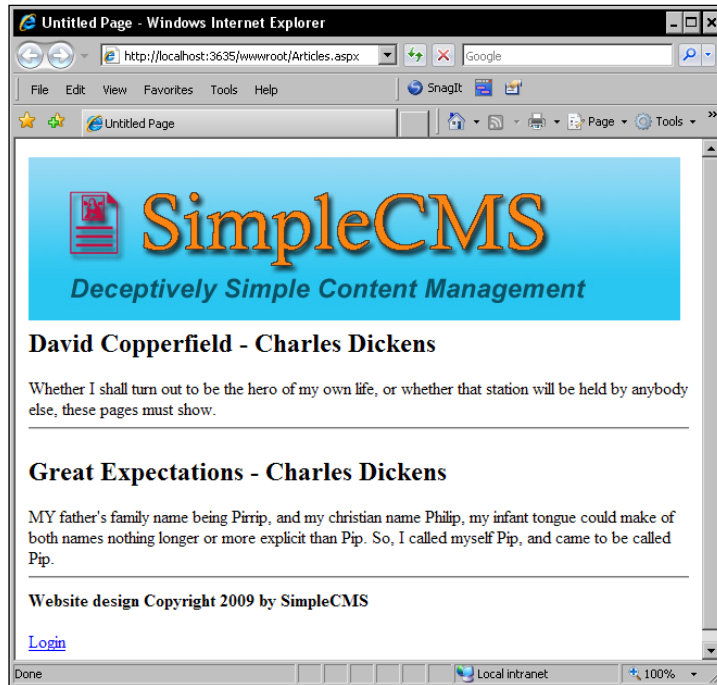 Untitled Page - Windows Internet Explorer
http://localhost:3635/wwwroot/Articles.aspx
Google
File Edit View Favorites Tools Help
SnagIt
Untitled Page
Page
Tools
»
SimpleCMS
Deceptively Simple Content Management
David Copperfield - Charles Dickens
Whether I shall turn out to be the hero of my own life, or whether that station will be held by anybody
else, these pages must show.
Great Expectations - Charles Dickens
MY father's family name being Pirrip, and my christian name Philip, my infant tongue could make of
both names nothing longer or more explicit than Pip. So, I called myself Pip, and came to be called
Pip.
Website design Copyright 2009 by SimpleCMS
Login
Done
Local intranet
100%